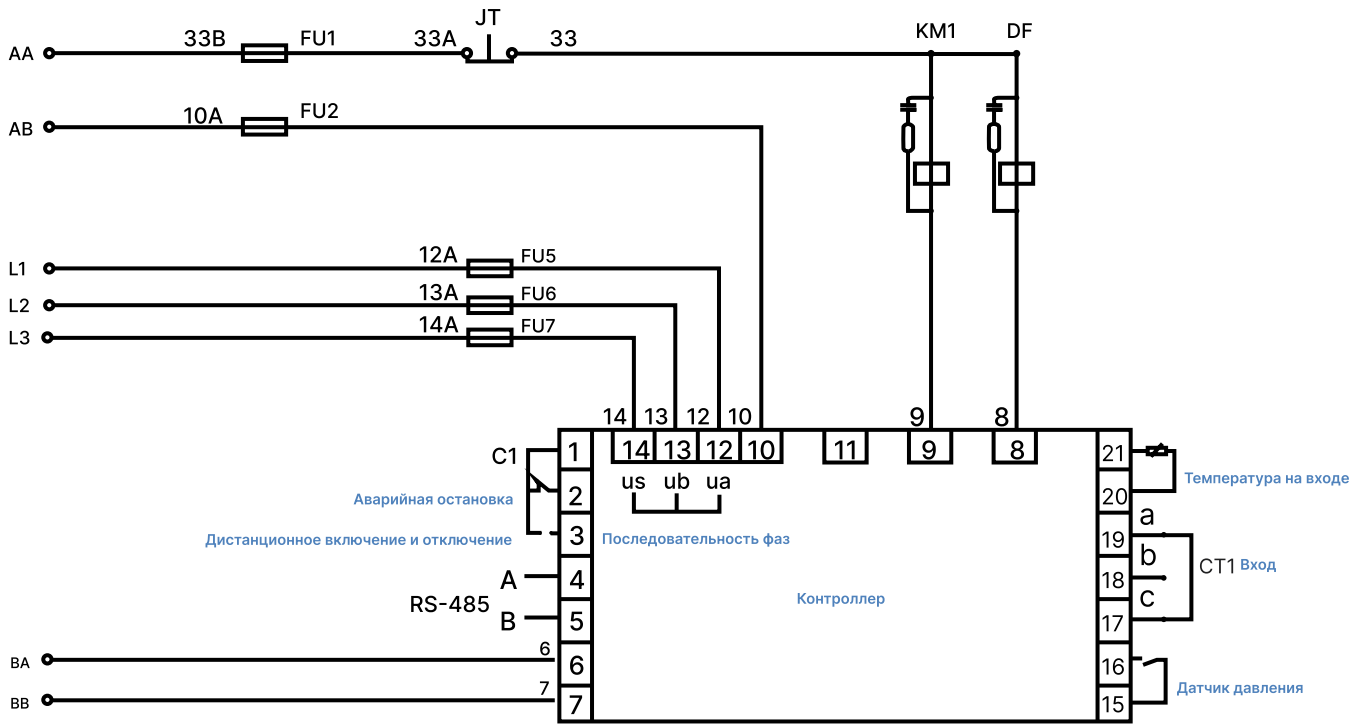 JT
KM1 DF
AA 33B FU1 33A 33
AB 10A FU2
L1 12A FU5
L2 13A FU6
L3 14A FU7
14 13 12 10 9 8
C1 1 14 13 12 10 11 9 8 21
us ub ua
Аварийная остановка 2 20 Температура на входе
a
Дистанционное включение и отключение 3 Последовательность фаз 19
b
CT1 Вход
A 4 18
RS-485 Контроллер c
B 5 17
6
BA 6 16
7 Датчик давления
BB 7 15